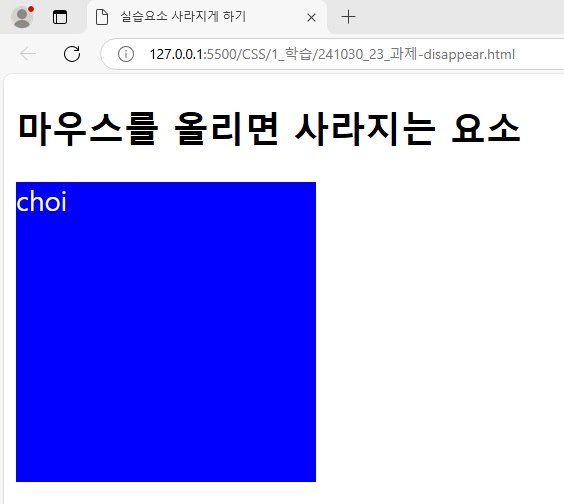 실습요소 사라지게 하기
127.0.0.1:5500/CSS/1_학습/241030_23_과제-disappear.html
마우스를 올리면 사라지는 요소
choi